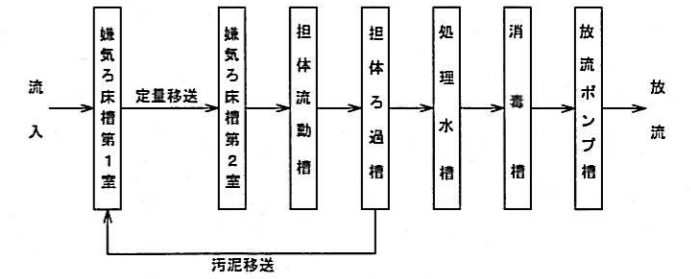 流入
嫌気ろ床槽第1室
定量移送
嫌気ろ床槽第2室
担体流動槽
担体ろ過槽
処理水槽
消毒槽
放流ポンプ槽
放流
汚泥移送